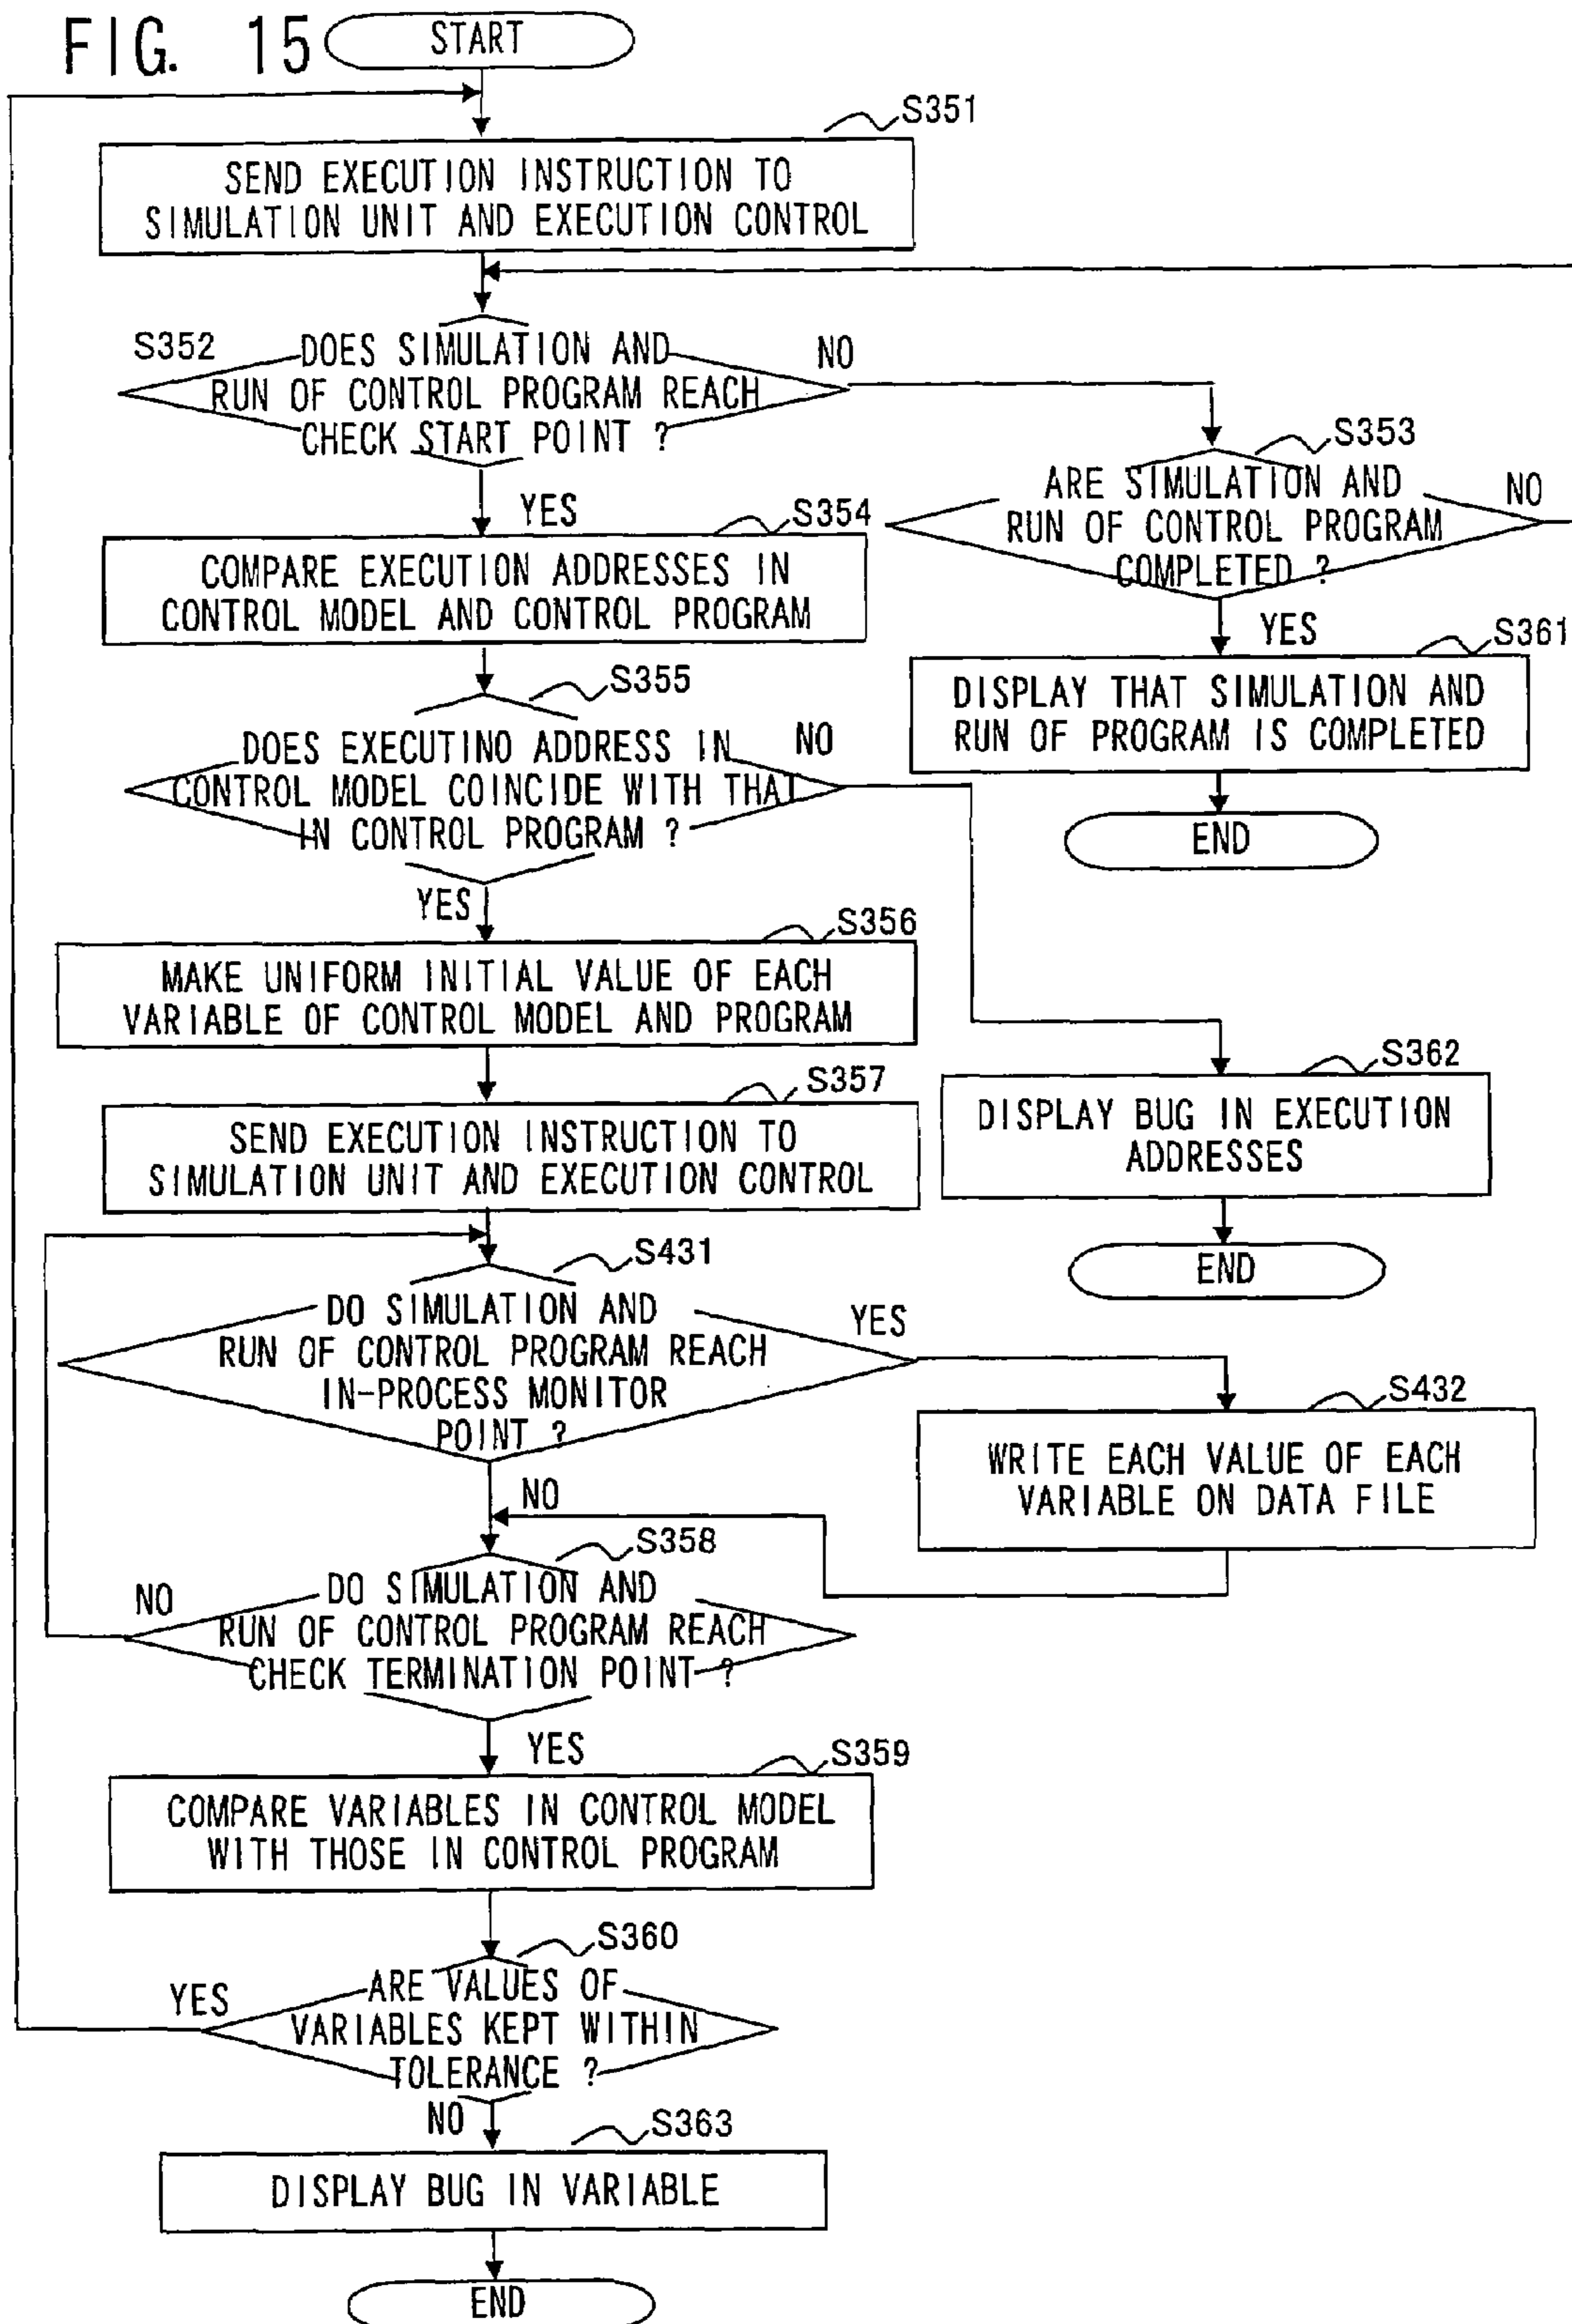 FIG. 15
START
S351
SEND EXECUTION INSTRUCTION TO
SIMULATION UNIT AND EXECUTION CONTROL
S352
DOES SIMULATION AND
RUN OF CONTROL PROGRAM REACH
CHECK START POINT ?
NO
YES
S353
ARE SIMULATION AND
RUN OF CONTROL PROGRAM
COMPLETED ?
NO
YES
S361
DISPLAY THAT SIMULATION AND
RUN OF PROGRAM IS COMPLETED
END
S354
COMPARE EXECUTION ADDRESSES IN
CONTROL MODEL AND CONTROL PROGRAM
S355
DOES EXECUTINO ADDRESS IN
CONTROL MODEL COINCIDE WITH THAT
IN CONTROL PROGRAM ?
NO
YES
S356
MAKE UNIFORM INITIAL VALUE OF EACH
VARIABLE OF CONTROL MODEL AND PROGRAM
S357
SEND EXECUTION INSTRUCTION TO
SIMULATION UNIT AND EXECUTION CONTROL
S362
DISPLAY BUG IN EXECUTION
ADDRESSES
END
S431
DO SIMULATION AND
RUN OF CONTROL PROGRAM REACH
IN-PROCESS MONITOR
POINT ?
YES
NO
S432
WRITE EACH VALUE OF EACH
VARIABLE ON DATA FILE
S358
DO SIMULATION AND
RUN OF CONTROL PROGRAM REACH
CHECK TERMINATION POINT ?
NO
YES
S359
COMPARE VARIABLES IN CONTROL MODEL
WITH THOSE IN CONTROL PROGRAM
S360
ARE VALUES OF
VARIABLES KEPT WITHIN
TOLERANCE ?
YES
NO
S363
DISPLAY BUG IN VARIABLE
END